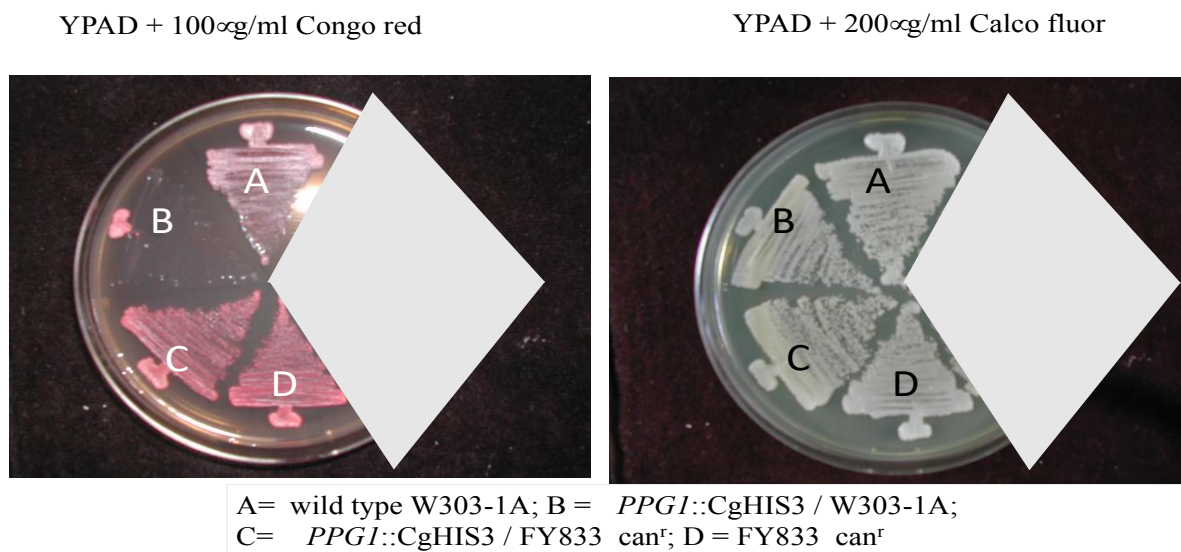 YPAD + 100∝g/ml Congo red
YPAD + 200∝g/ml Calco fluor
A
B
C
D
A
B
C
D
A= wild type W303-1A; B = PPG1::CgHIS3 / W303-1A;
C= PPG1::CgHIS3 / FY833 canʳ; D = FY833 canʳ